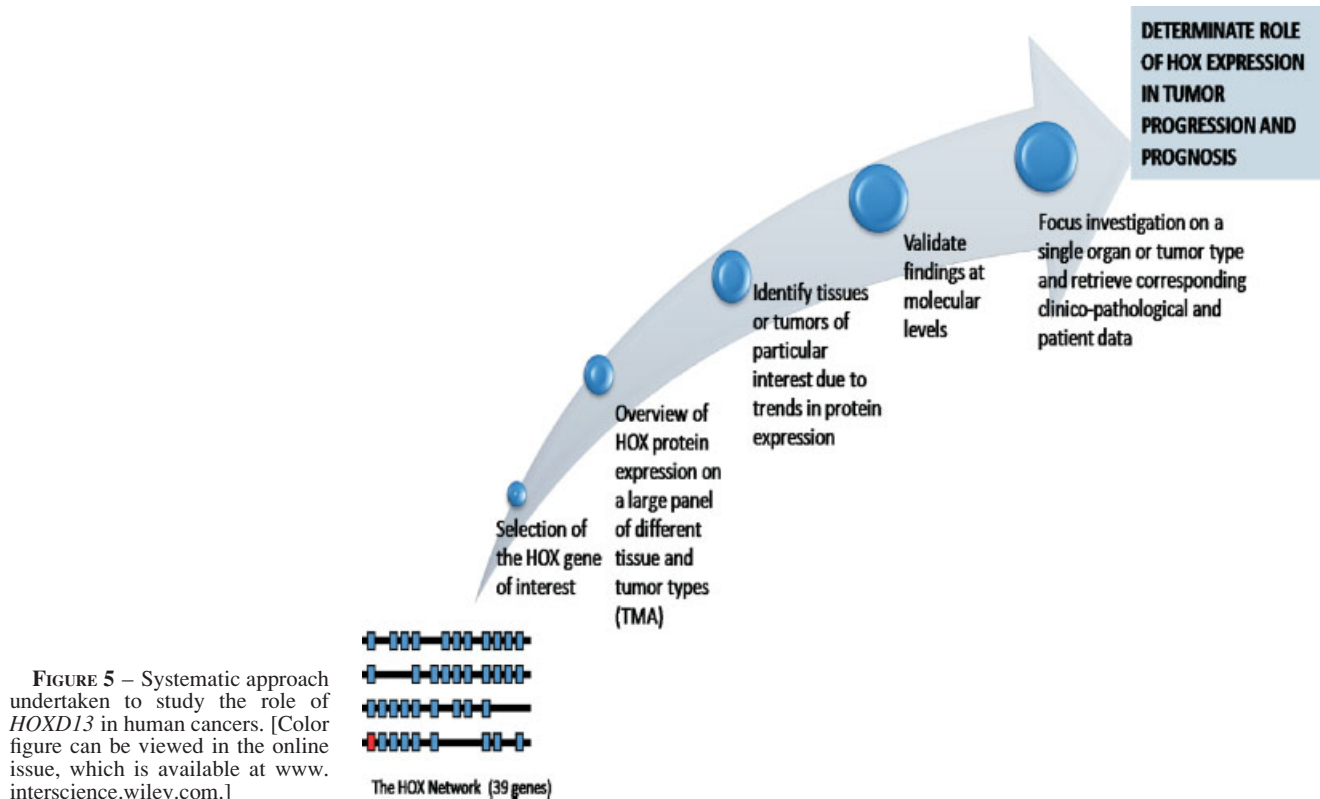 DETERMINATE ROLE
OF HOX EXPRESSION
IN TUMOR
PROGRESSION AND
PROGNOSIS
Focus investigation on a
single organ or tumor type
and retrieve corresponding
clinico-pathological and
patient data
Validate
findings at
molecular
levels
Identify tissues
or tumors of
particular
interest due to
trends in protein
expression
Overview of
HOX protein
expression on
a large panel
of different
tissue and
tumor types
(TMA)
Selection of
the HOX gene
of interest
The HOX Network (39 genes)
FIGURE 5 – Systematic approach
undertaken to study the role of
HOXD13 in human cancers. [Color
figure can be viewed in the online
issue, which is available at www.
interscience.wiley.com.]